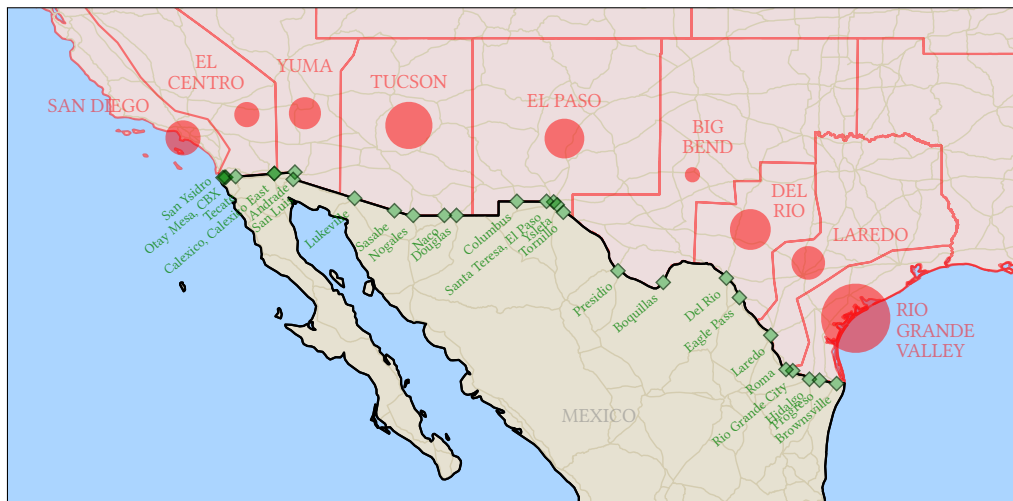 SAN DIEGO
EL
CENTRO
YUMA
TUCSON
EL PASO
BIG
BEND
DEL
RIO
LAREDO
RIO
GRANDE
VALLEY
San Ysidro
Otay Mesa, CBX
Tecate
Calexico, Calexico East
Andrade
San Luis
Lukeville
Sasabe
Nogales
Naco
Douglas
Columbus
Santa Teresa, El Paso
Ysleta
Tornillo
Presidio
Boquillas
Del Rio
Eagle Pass
Laredo
Roma
Rio Grande City
Hidalgo
Progreso
Brownsville
MEXICO